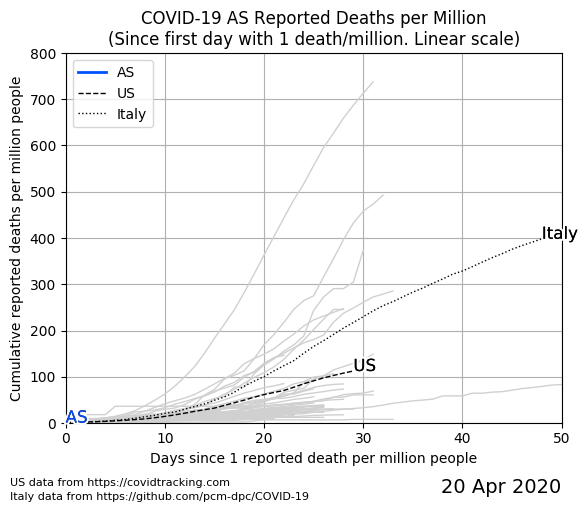 COVID-19 AS Reported Deaths per Million
(Since first day with 1 death/million. Linear scale)
AS
US
Italy
Cumulative reported deaths per million people
800
700
600
500
400
300
200
100
0
Italy
US
AS
0 10 20 30 40 50
Days since 1 reported death per million people
US data from https://covidtracking.com
Italy data from https://github.com/pcm-dpc/COVID-19
20 Apr 2020